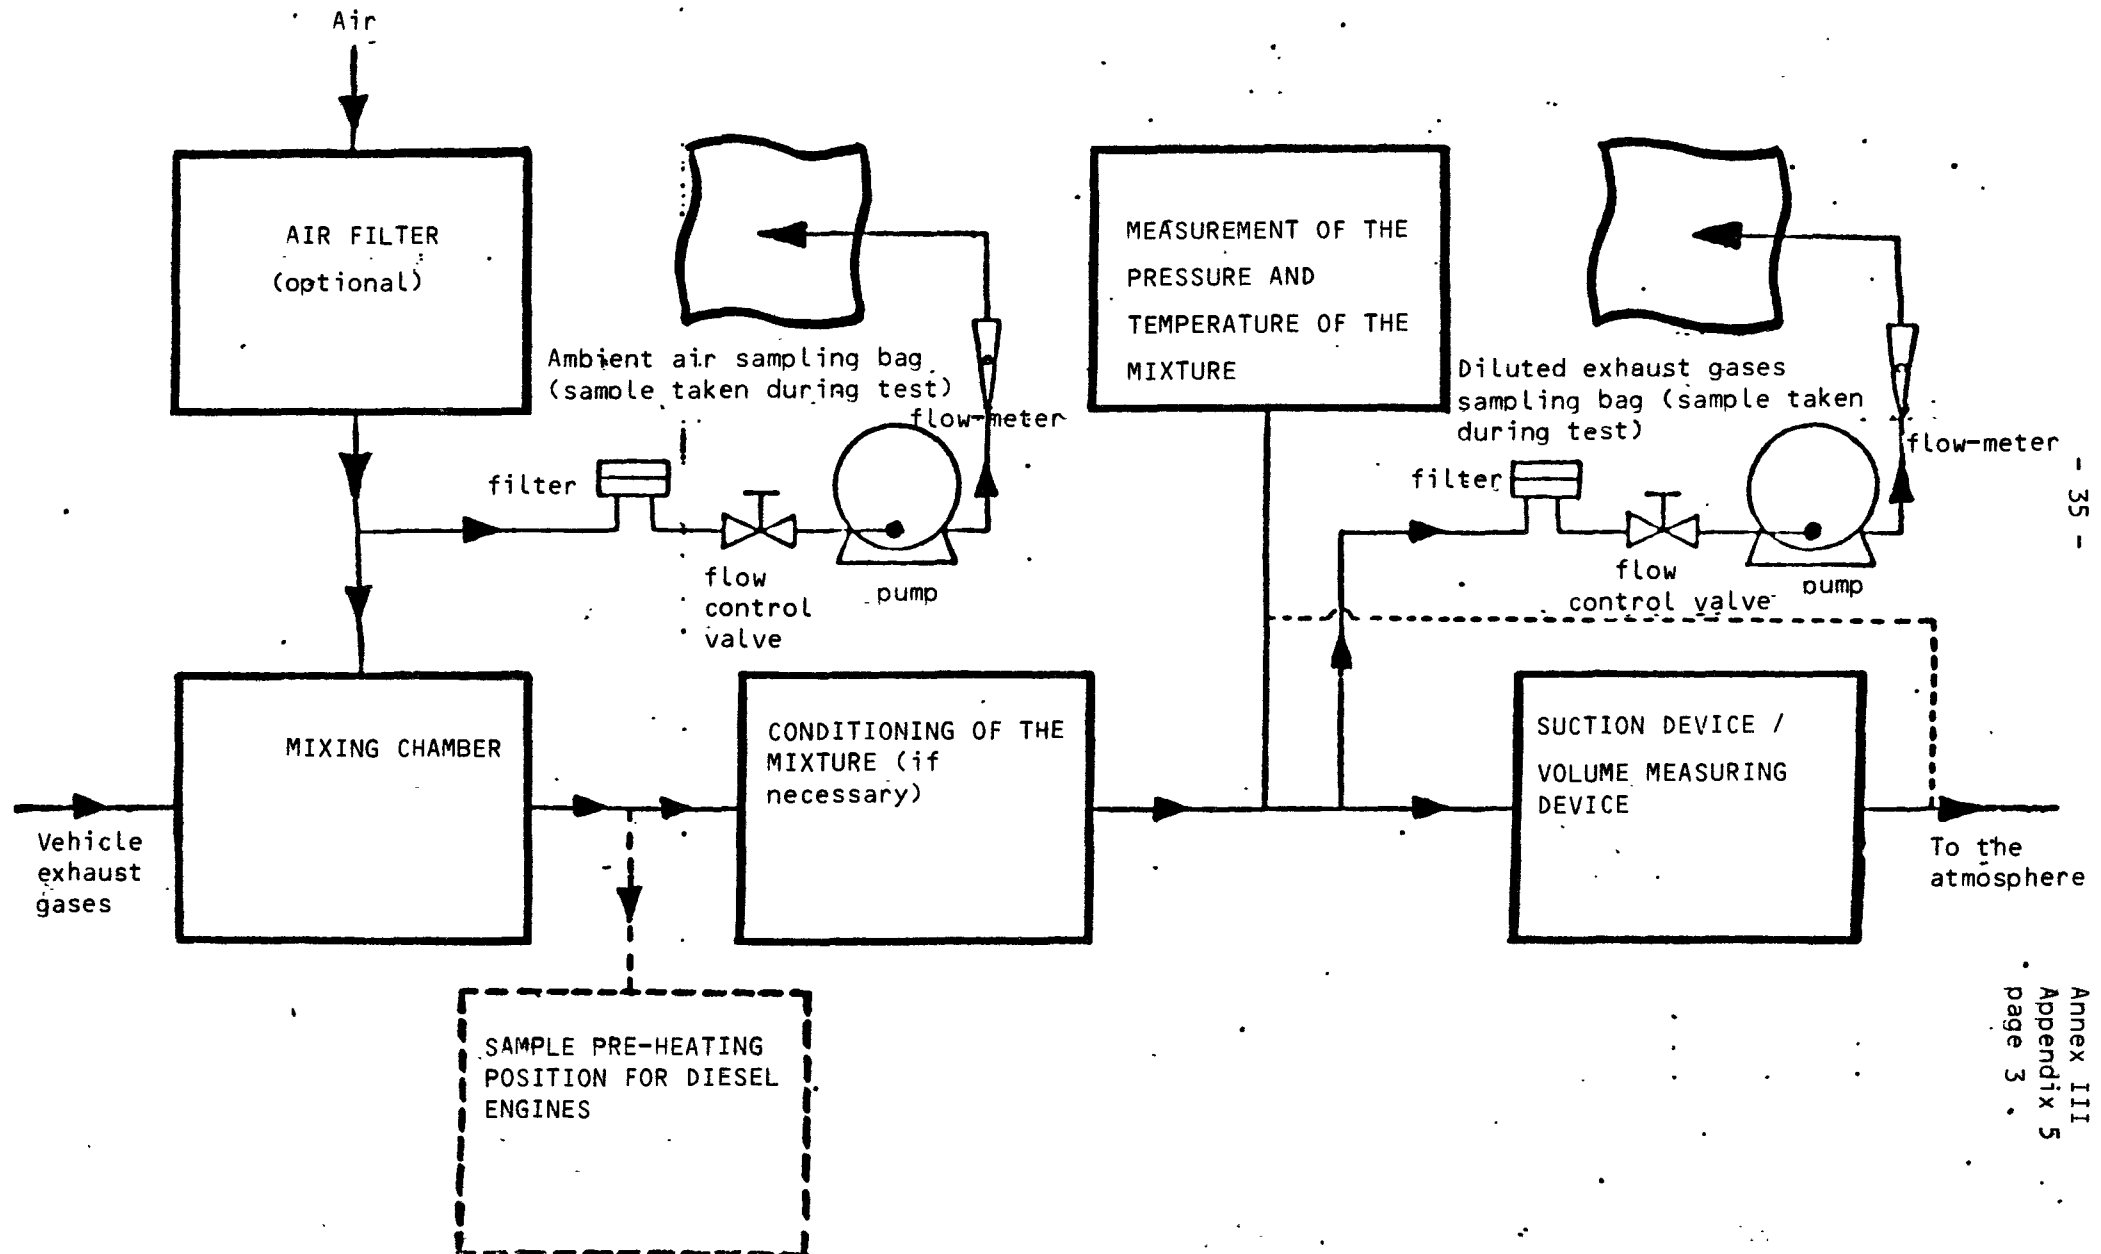 Air
AIR FILTER
(optional)
Ambient air sampling bag
(sample taken during test)
flow-meter
filter
flow
control
valve
pump
MEASUREMENT OF THE
PRESSURE AND
TEMPERATURE OF THE
MIXTURE
Diluted exhaust gases
sampling bag (sample taken
during test)
flow-meter
filter
flow
control valve
pump
MIXING CHAMBER
CONDITIONING OF THE
MIXTURE (if
necessary)
SUCTION DEVICE /
VOLUME MEASURING
DEVICE
Vehicle
exhaust
gases
To the
atmosphere
SAMPLE PRE-HEATING
POSITION FOR DIESEL
ENGINES
- 35 -
Annex III
Appendix 5
page 3